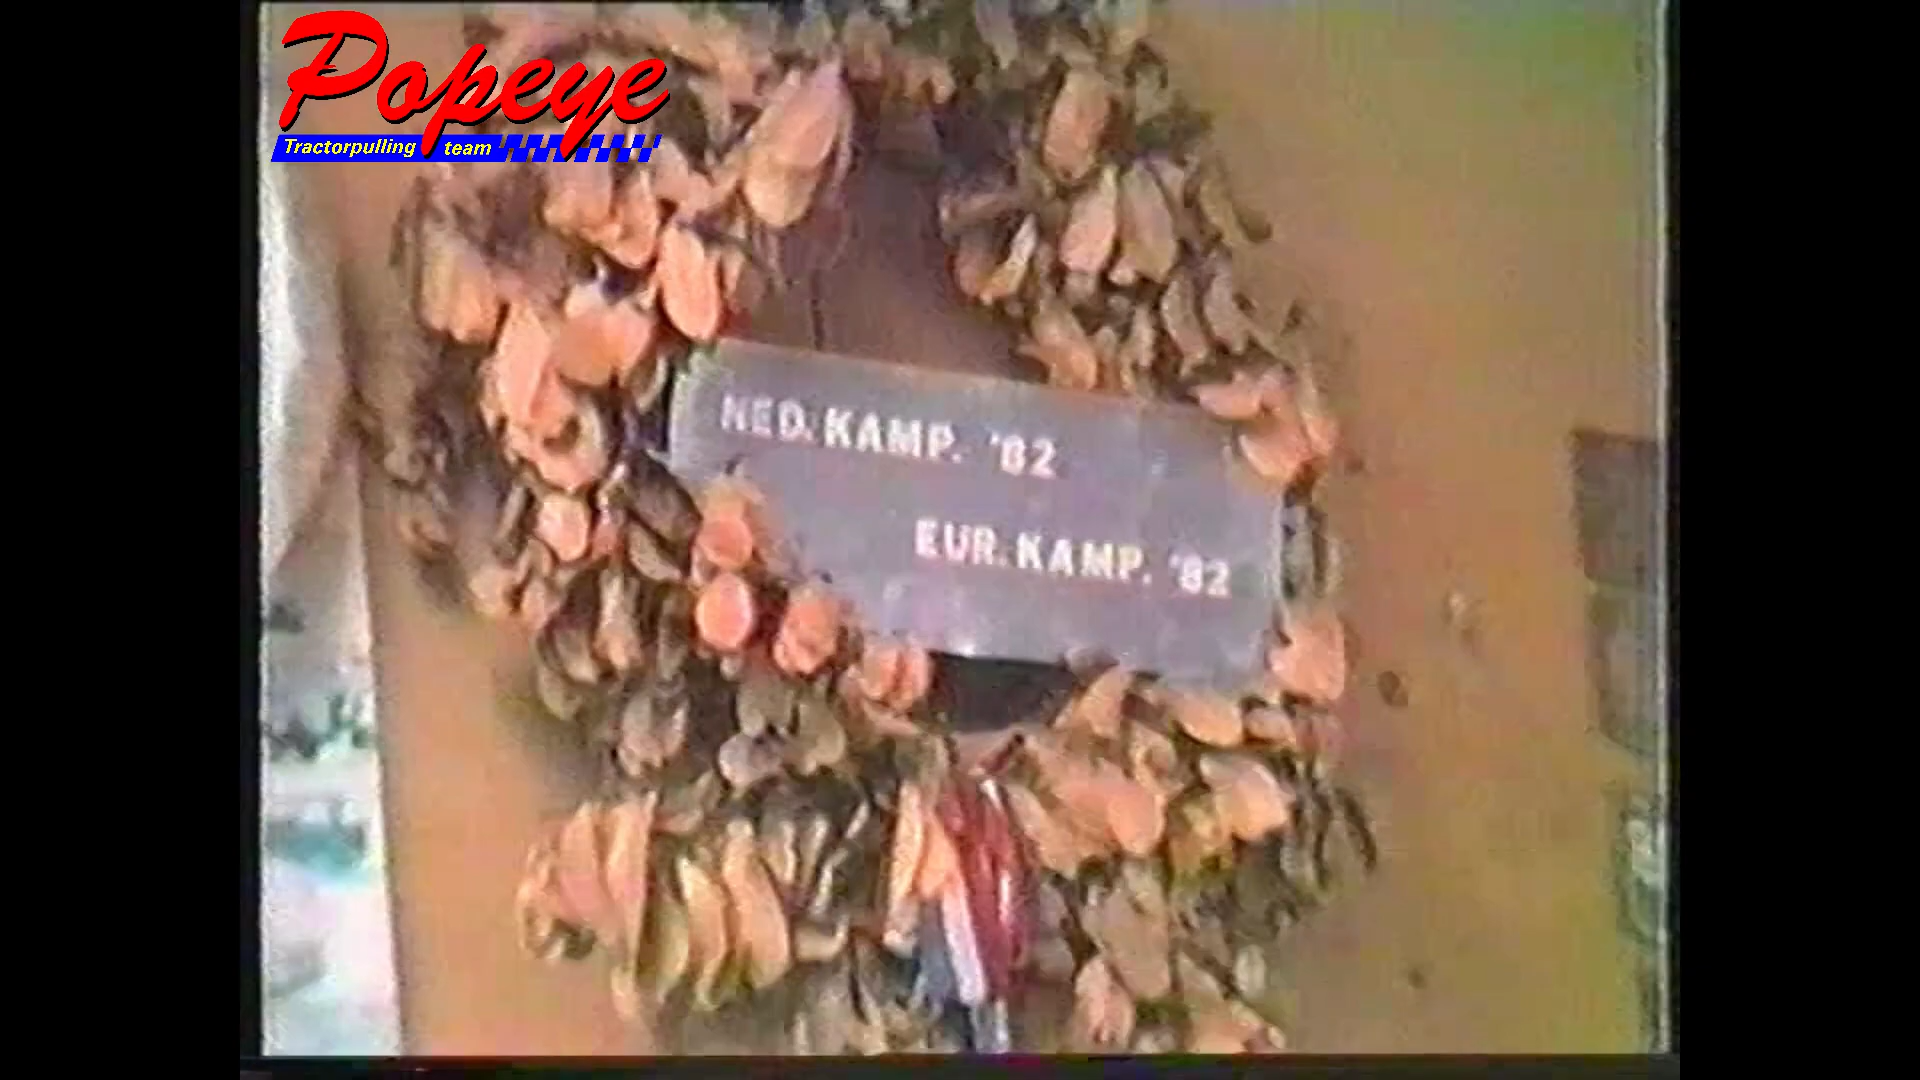 Popeye
Tractorpulling team
NED. KAMP. '82
EUR. KAMP. '82